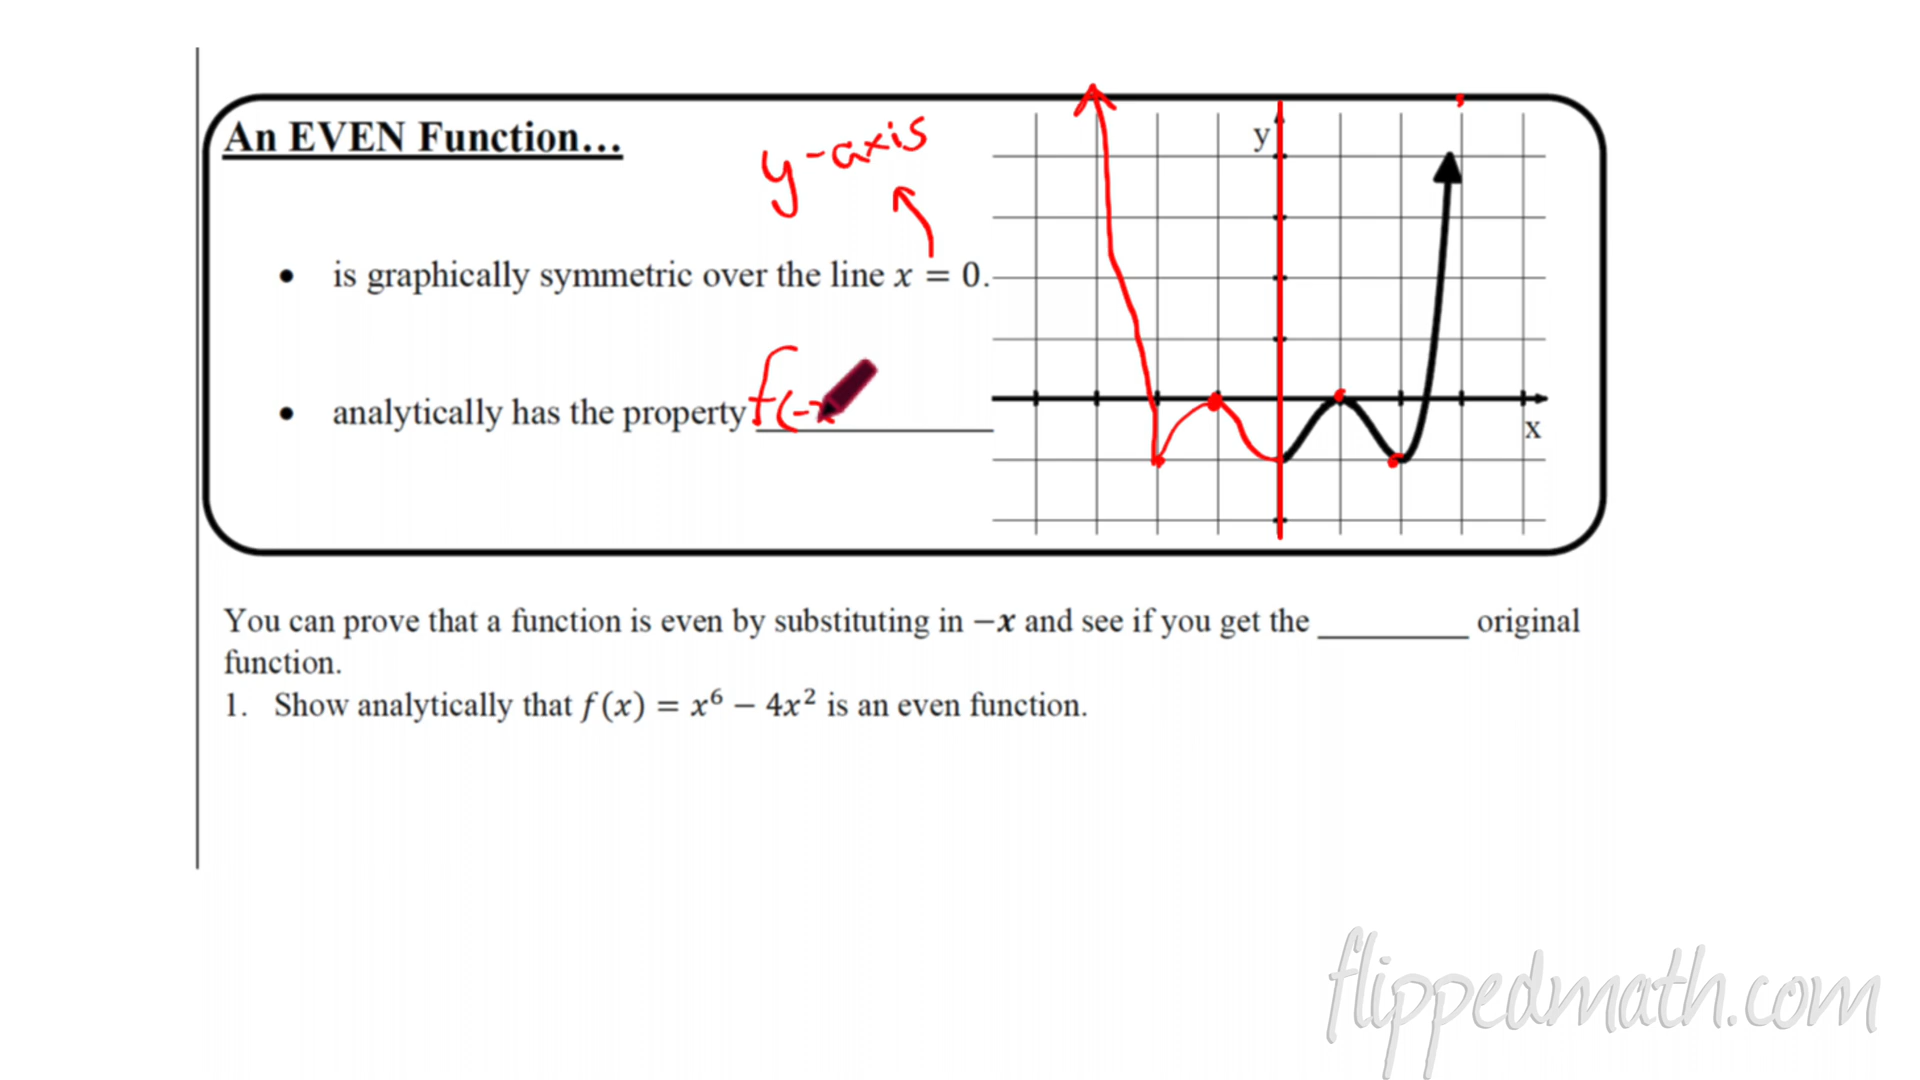 An EVEN Function...
y-axis
• is graphically symmetric over the line x = 0.
• analytically has the property f(-x
y
x
You can prove that a function is even by substituting in −x and see if you get the ________ original
function.
1. Show analytically that f(x) = x⁶ − 4x² is an even function.
flippedmath.com